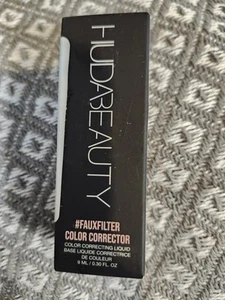 HUDABEAUTY
#FAUXFILTER
COLOR CORRECTOR
COLOR CORRECTING LIQUID
BASE LIQUIDE CORRECTRICE
DE COULEUR
9 ML / 0.30 FL. OZ